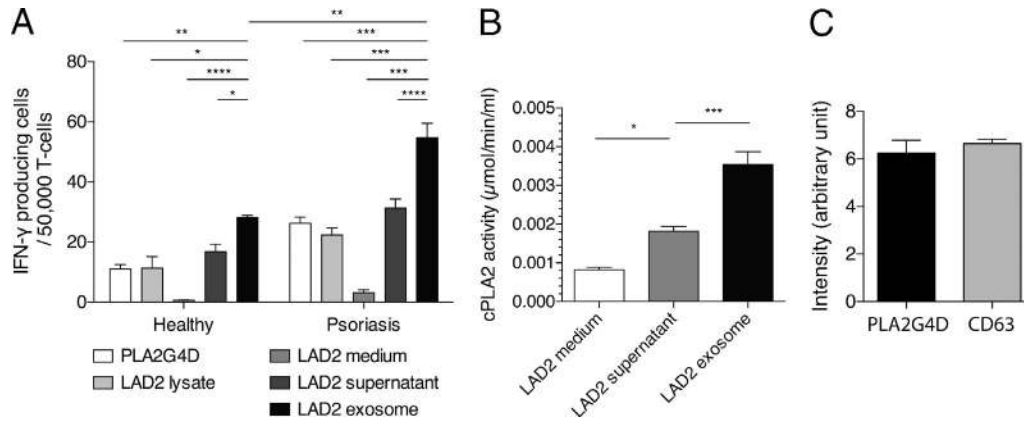 A
IFN-γ producing cells
/ 50,000 T-cells
80
60
40
20
0
**
*
****
*
**
***
***
***
****
Healthy
Psoriasis
PLA2G4D
LAD2 lysate
LAD2 medium
LAD2 supernatant
LAD2 exosome
B
cPLA2 activity (µmol/min/ml)
0.005
0.004
0.003
0.002
0.001
0.000
*
***
LAD2 medium
LAD2 supernatant
LAD2 exosome
C
Intensity (arbitrary unit)
8
6
4
2
0
PLA2G4D
CD63